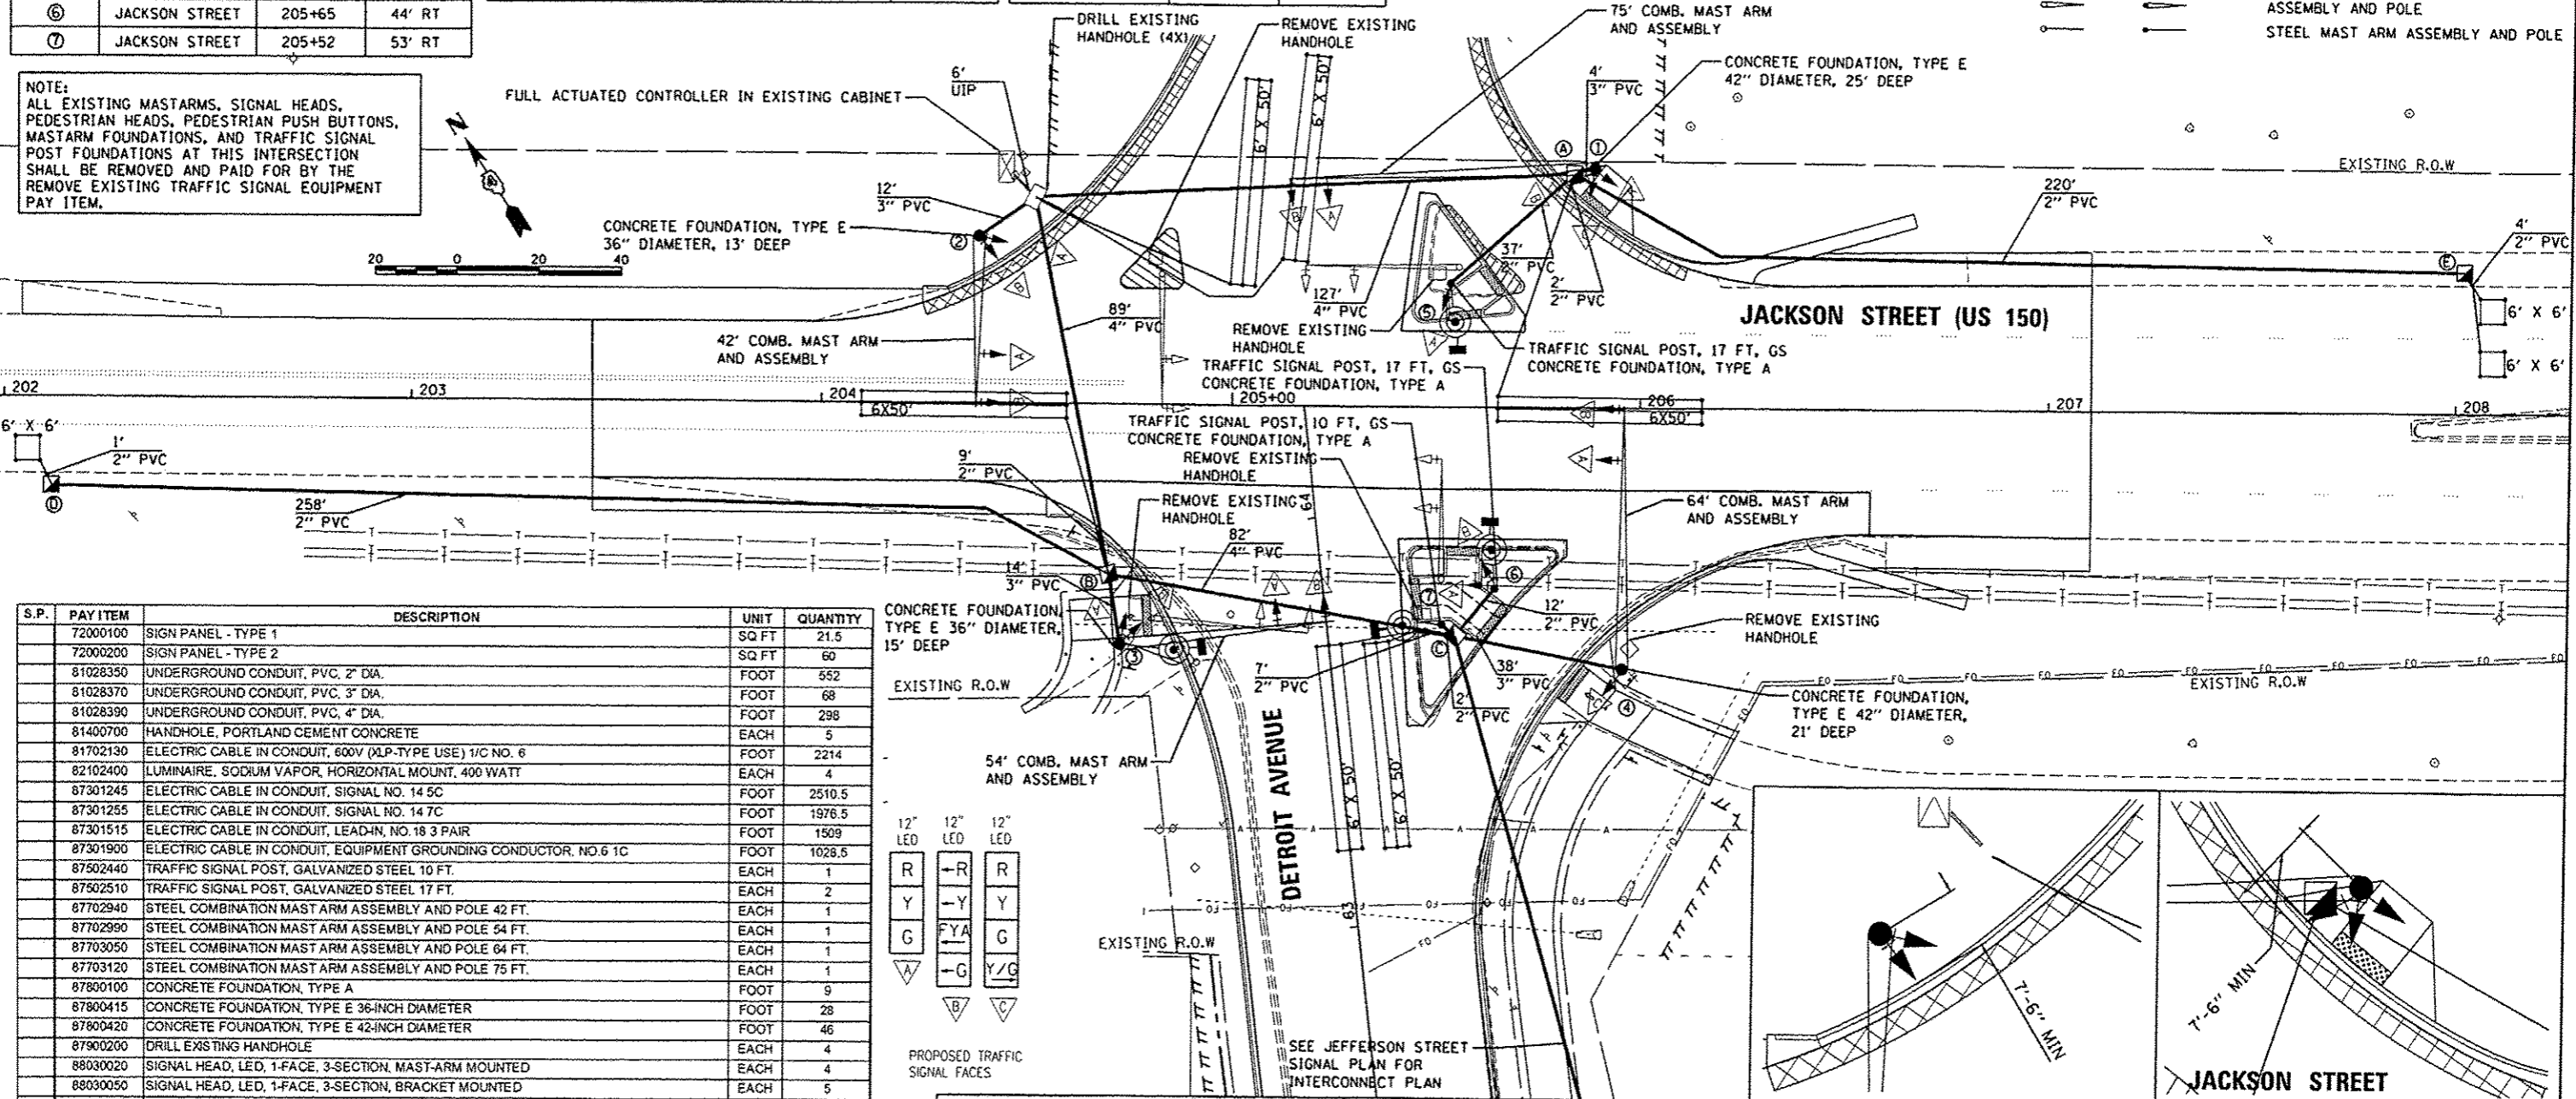 ⑥ JACKSON STREET 205+65 44' RT
⑦ JACKSON STREET 205+52 53' RT
NOTE:
ALL EXISTING MASTARMS, SIGNAL HEADS,
PEDESTRIAN HEADS, PEDESTRIAN PUSH BUTTONS,
MASTARM FOUNDATIONS, AND TRAFFIC SIGNAL
POST FOUNDATIONS AT THIS INTERSECTION
SHALL BE REMOVED AND PAID FOR BY THE
REMOVE EXISTING TRAFFIC SIGNAL EQUIPMENT
PAY ITEM.
N
20 0 20 40
DRILL EXISTING
HANDHOLE (4X)
REMOVE EXISTING
HANDHOLE
75' COMB. MAST ARM
AND ASSEMBLY
ASSEMBLY AND POLE
STEEL MAST ARM ASSEMBLY AND POLE
6'
UIP
FULL ACTUATED CONTROLLER IN EXISTING CABINET
4'
3" PVC
CONCRETE FOUNDATION, TYPE E
42" DIAMETER, 25' DEEP
6' X 50'
6' X 50'
Ⓐ ①
EXISTING R.O.W
12'
3" PVC
220'
2" PVC
CONCRETE FOUNDATION, TYPE E
36" DIAMETER, 13' DEEP
②
4'
2" PVC
Ⓔ
37'
2" PVC
2'
2" PVC
127'
4" PVC
89'
4" PVC
⑤
REMOVE EXISTING
HANDHOLE
JACKSON STREET (US 150)
6' X 6'
6' X 6'
42' COMB. MAST ARM
AND ASSEMBLY
TRAFFIC SIGNAL POST, 17 FT, GS
CONCRETE FOUNDATION, TYPE A
TRAFFIC SIGNAL POST, 17 FT, GS
CONCRETE FOUNDATION, TYPE A
202 203 204 205+00 206 207 208
6X50'
6X50'
6' X 6'
1'
2" PVC
TRAFFIC SIGNAL POST, 10 FT, GS
CONCRETE FOUNDATION, TYPE A
REMOVE EXISTING
HANDHOLE
9'
2" PVC
Ⓓ
258'
2" PVC
REMOVE EXISTING
HANDHOLE
64
64' COMB. MAST ARM
AND ASSEMBLY
82'
4" PVC
14'
3" PVC
Ⓑ
⑥
⑦
12'
2" PVC
③
Ⓒ
REMOVE EXISTING
HANDHOLE
CONCRETE FOUNDATION,
TYPE E 36" DIAMETER,
15' DEEP
7'
2" PVC
38'
3" PVC
2'
2" PVC
④
EXISTING R.O.W
EXISTING R.O.W
CONCRETE FOUNDATION,
TYPE E 42" DIAMETER,
21' DEEP
54' COMB. MAST ARM
AND ASSEMBLY
DETROIT AVENUE
6' X 50'
6' X 50'
63
EXISTING R.O.W
SEE JEFFERSON STREET
SIGNAL PLAN FOR
INTERCONNECT PLAN
S.P. PAY ITEM DESCRIPTION UNIT QUANTITY
72000100 SIGN PANEL - TYPE 1 SQ FT 21.5
72000200 SIGN PANEL - TYPE 2 SQ FT 60
81028350 UNDERGROUND CONDUIT, PVC, 2" DIA. FOOT 552
81028370 UNDERGROUND CONDUIT, PVC, 3" DIA. FOOT 68
81028390 UNDERGROUND CONDUIT, PVC, 4" DIA. FOOT 298
81400700 HANDHOLE, PORTLAND CEMENT CONCRETE EACH 5
81702130 ELECTRIC CABLE IN CONDUIT, 600V (XLP-TYPE USE) 1/C NO. 6 FOOT 2214
82102400 LUMINAIRE, SODIUM VAPOR, HORIZONTAL MOUNT, 400 WATT EACH 4
87301245 ELECTRIC CABLE IN CONDUIT, SIGNAL NO. 14 5C FOOT 2510.5
87301255 ELECTRIC CABLE IN CONDUIT, SIGNAL NO. 14 7C FOOT 1976.5
87301515 ELECTRIC CABLE IN CONDUIT, LEAD-IN, NO.18 3 PAIR FOOT 1509
87301900 ELECTRIC CABLE IN CONDUIT, EQUIPMENT GROUNDING CONDUCTOR, NO.6 1C FOOT 1028.5
87502440 TRAFFIC SIGNAL POST, GALVANIZED STEEL 10 FT. EACH 1
87502510 TRAFFIC SIGNAL POST, GALVANIZED STEEL 17 FT. EACH 2
87702940 STEEL COMBINATION MAST ARM ASSEMBLY AND POLE 42 FT. EACH 1
87702990 STEEL COMBINATION MAST ARM ASSEMBLY AND POLE 54 FT. EACH 1
87703050 STEEL COMBINATION MAST ARM ASSEMBLY AND POLE 64 FT. EACH 1
87703120 STEEL COMBINATION MAST ARM ASSEMBLY AND POLE 75 FT. EACH 1
87800100 CONCRETE FOUNDATION, TYPE A FOOT 9
87800415 CONCRETE FOUNDATION, TYPE E 36-INCH DIAMETER FOOT 28
87800420 CONCRETE FOUNDATION, TYPE E 42-INCH DIAMETER FOOT 46
87900200 DRILL EXISTING HANDHOLE EACH 4
88030020 SIGNAL HEAD, LED, 1-FACE, 3-SECTION, MAST-ARM MOUNTED EACH 4
88030050 SIGNAL HEAD, LED, 1-FACE, 3-SECTION, BRACKET MOUNTED EACH 5
12" 12" 12"
LED LED LED
R ←R R
Y ←Y Y
G FYA G
←G Y/G
A B C
PROPOSED TRAFFIC
SIGNAL FACES
7'-6" MIN
7'-6" MIN
JACKSON STREET